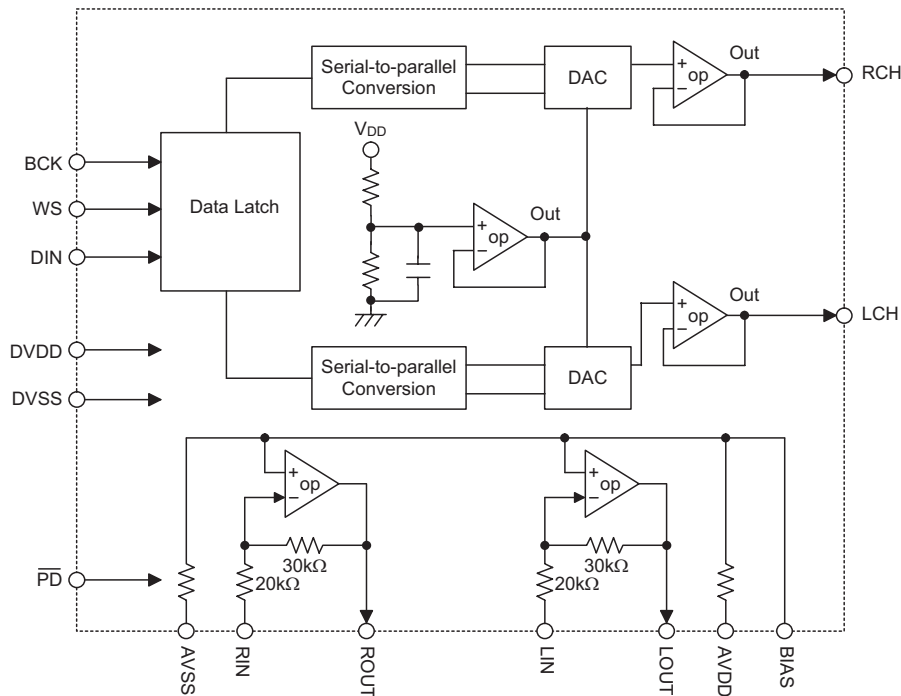 Out
Serial-to-parallel
Conversion
DAC
+
op
−
RCH
VDD
BCK
WS
DIN
Data Latch
Out
+
op
−
Out
+
op
−
LCH
DVDD
DVSS
Serial-to-parallel
Conversion
DAC
+
op
−
+
op
−
30kΩ
20kΩ
30kΩ
20kΩ
PD
AVSS
RIN
ROUT
LIN
LOUT
AVDD
BIAS